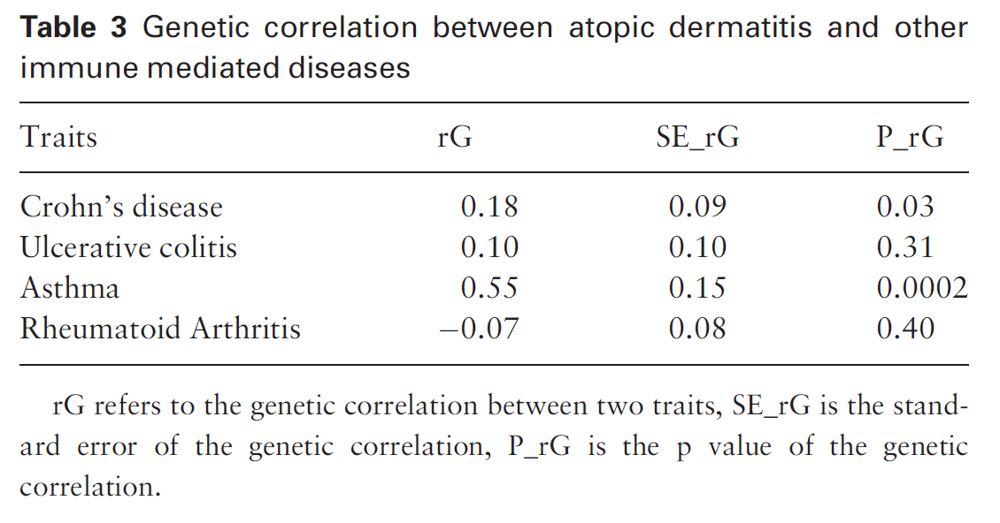 Table 3 Genetic correlation between atopic dermatitis and other
immune mediated diseases
Traits rG SE_rG P_rG
Crohn’s disease 0.18 0.09 0.03
Ulcerative colitis 0.10 0.10 0.31
Asthma 0.55 0.15 0.0002
Rheumatoid Arthritis −0.07 0.08 0.40
rG refers to the genetic correlation between two traits, SE_rG is the stand-
ard error of the genetic correlation, P_rG is the p value of the genetic
correlation.